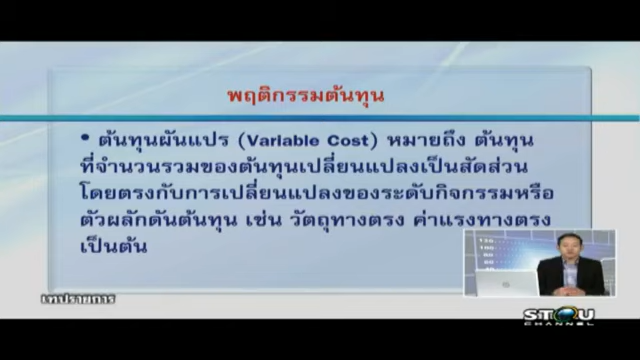 พฤติกรรมต้นทุน
• ต้นทุนผันแปร (Variable Cost) หมายถึง ต้นทุน
ที่จำนวนรวมของต้นทุนเปลี่ยนแปลงเป็นสัดส่วน
โดยตรงกับการเปลี่ยนแปลงของระดับกิจกรรมหรือ
ตัวผลักดันต้นทุน เช่น วัตถุทางตรง ค่าแรงทางตรง
เป็นต้น
เทปรายการ
STOU
CHANNEL